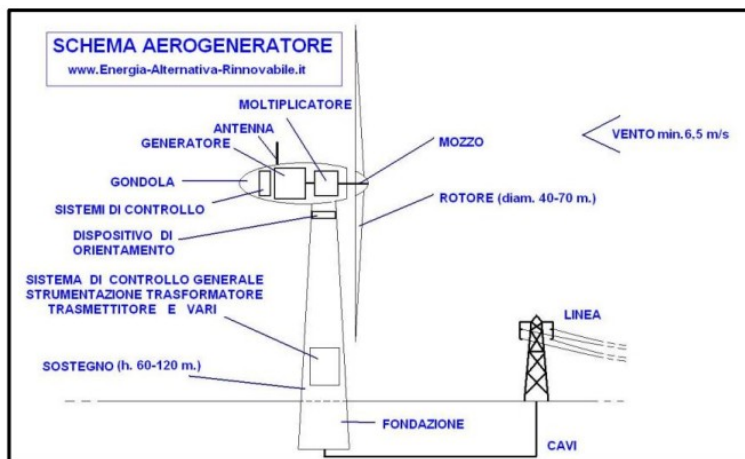 SCHEMA AEROGENERATORE
www.Energia-Alternativa-Rinnovabile.it
MOLTIPLICATORE
ANTENNA
GENERATORE
MOZZO
VENTO min.6,5 m/s
GONDOLA
ROTORE (diam. 40-70 m.)
SISTEMI DI CONTROLLO
DISPOSITIVO DI
ORIENTAMENTO
SISTEMA DI CONTROLLO GENERALE
STRUMENTAZIONE TRASFORMATORE
TRASMETTITORE E VARI
LINEA
SOSTEGNO (h. 60-120 m.)
FONDAZIONE
CAVI